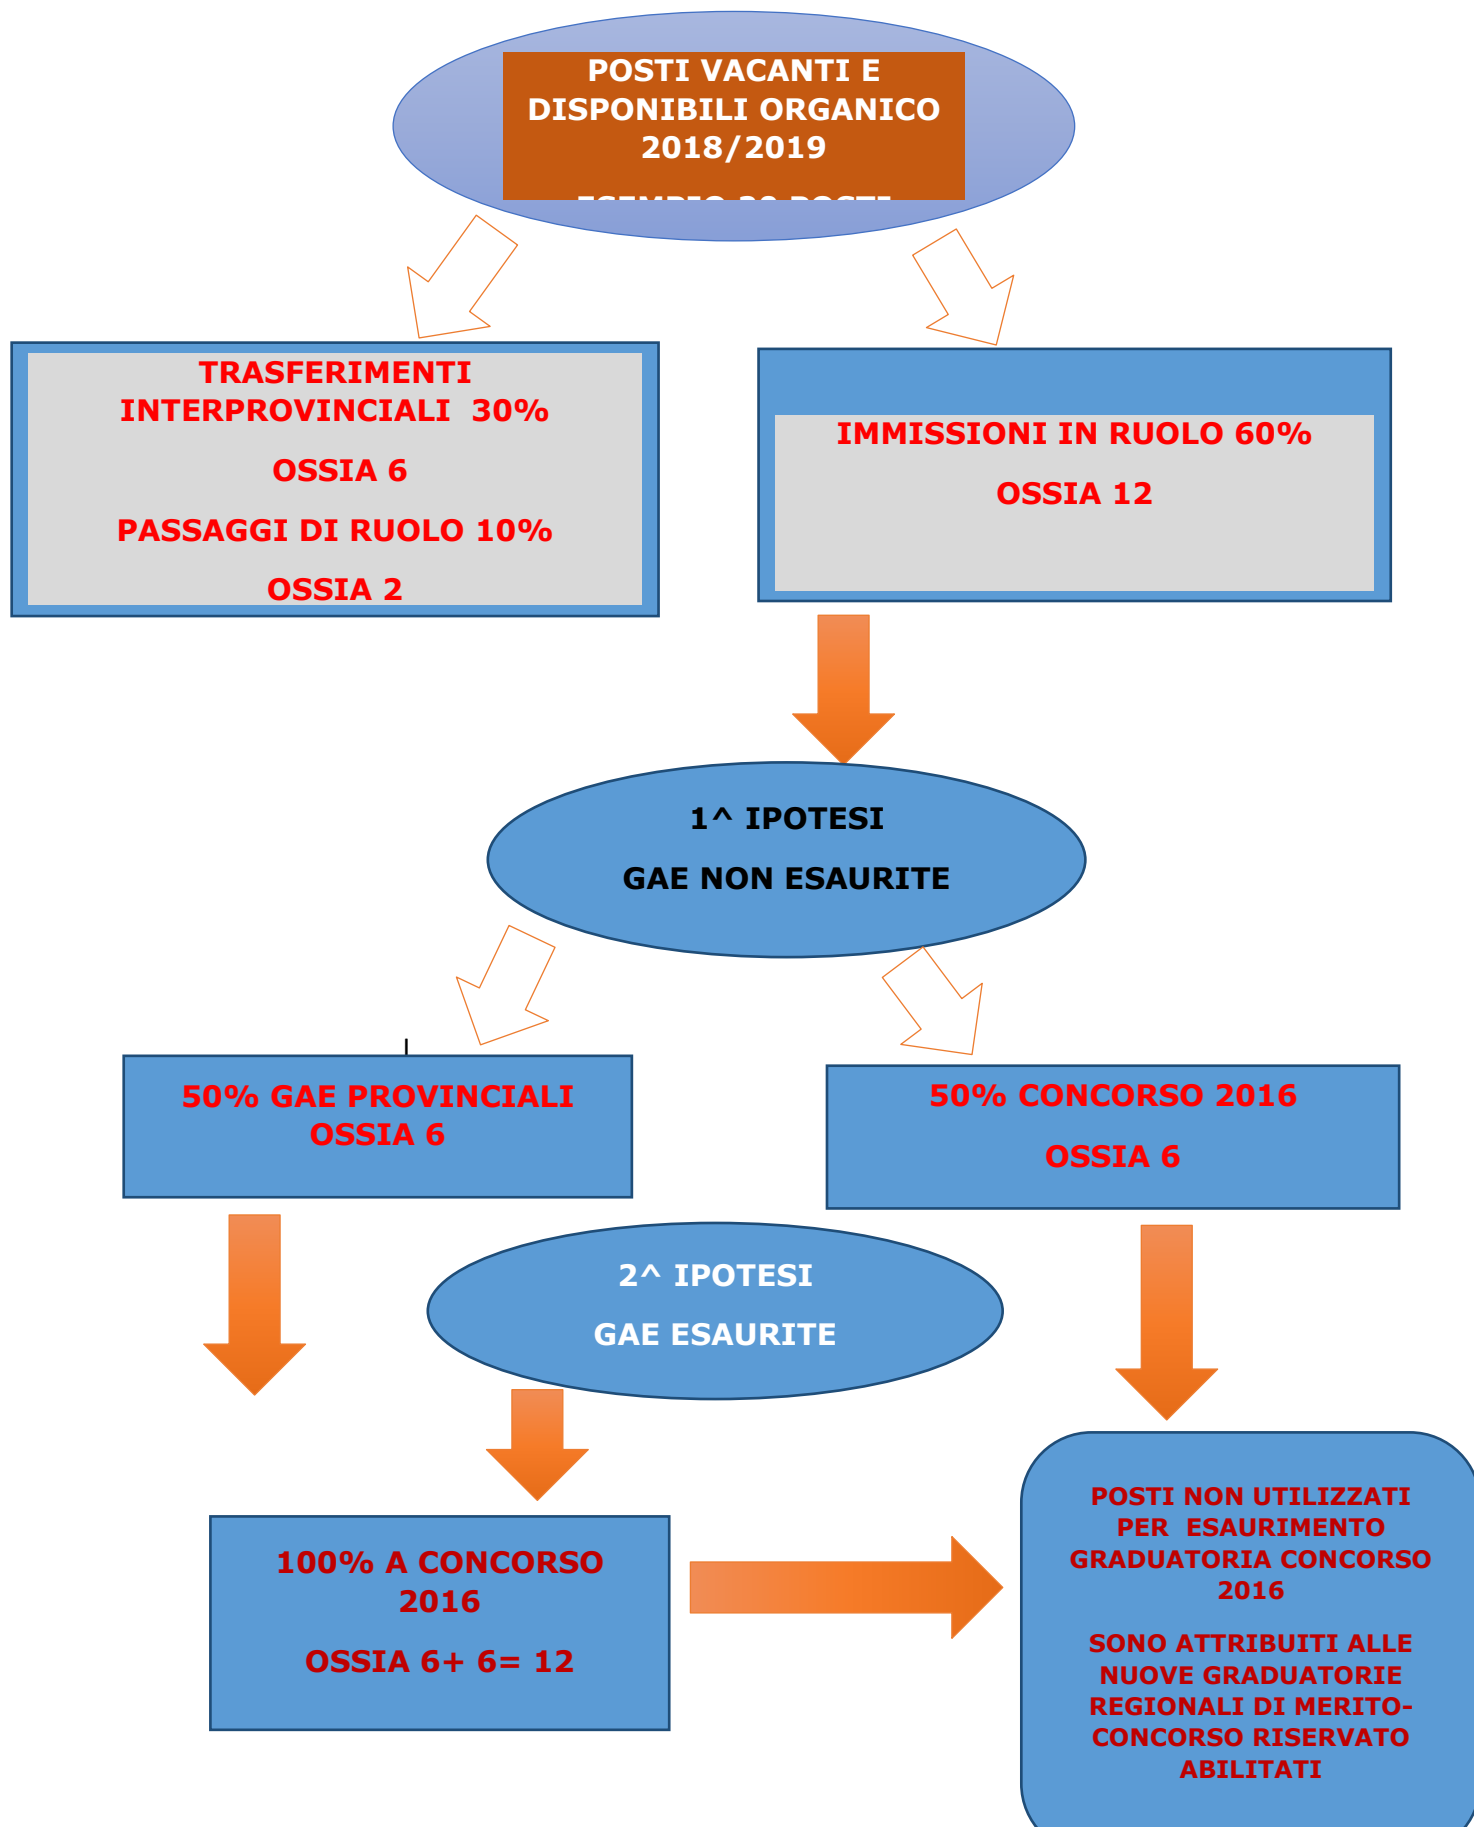 POSTI VACANTI E
DISPONIBILI ORGANICO
2018/2019
TRASFERIMENTI
INTERPROVINCIALI 30%
OSSIA 6
PASSAGGI DI RUOLO 10%
OSSIA 2
IMMISSIONI IN RUOLO 60%
OSSIA 12
1^ IPOTESI
GAE NON ESAURITE
50% GAE PROVINCIALI
OSSIA 6
50% CONCORSO 2016
OSSIA 6
2^ IPOTESI
GAE ESAURITE
100% A CONCORSO
2016
OSSIA 6+ 6= 12
POSTI NON UTILIZZATI
PER ESAURIMENTO
GRADUATORIA CONCORSO
2016
SONO ATTRIBUITI ALLE
NUOVE GRADUATORIE
REGIONALI DI MERITO-
CONCORSO RISERVATO
ABILITATI